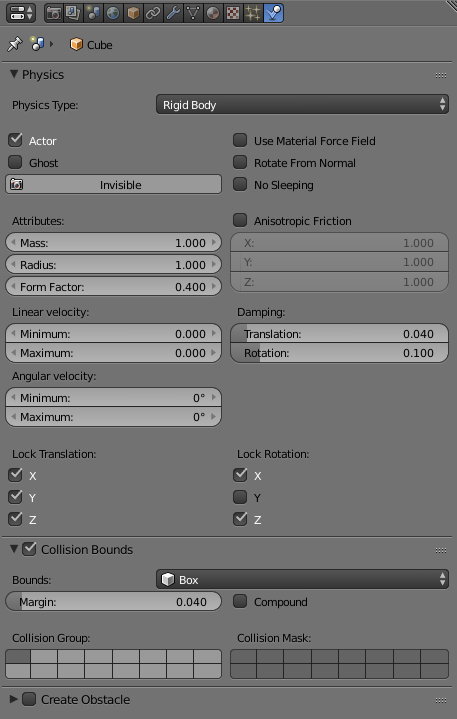 Cube
Physics
Physics Type: Rigid Body
Actor Use Material Force Field
Ghost Rotate From Normal
Invisible No Sleeping
Attributes: Anisotropic Friction
Mass: 1.000 X: 1.000
Radius: 1.000 Y: 1.000
Form Factor: 0.400 Z: 1.000
Linear velocity: Damping:
Minimum: 0.000 Translation: 0.040
Maximum: 0.000 Rotation: 0.100
Angular velocity:
Minimum: 0°
Maximum: 0°
Lock Translation: Lock Rotation:
X X
Y Y
Z Z
Collision Bounds
Bounds: Box
Margin: 0.040 Compound
Collision Group: Collision Mask:
Create Obstacle